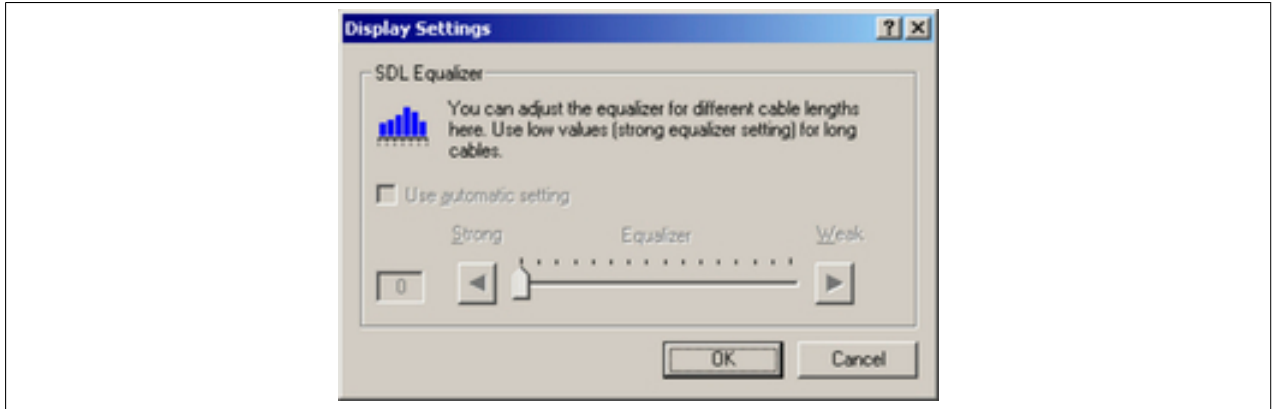 Display Settings
SDL Equalizer
You can adjust the equalizer for different cable lengths
here. Use low values (strong equalizer setting) for long
cables.
Use automatic setting
Strong Equalizer Weak
0
OK Cancel